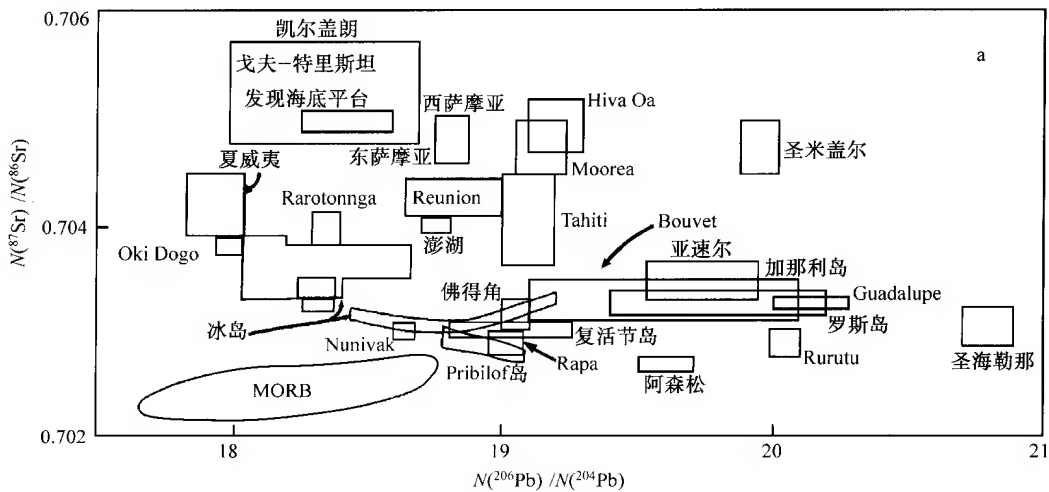 0.706
凯尔盖朗
戈夫-特里斯坦
a
发现海底平台
西萨摩亚
Hiva Oa
夏威夷
东萨摩亚
Moorea
圣米盖尔
Rarotonnga
Reunion
N(⁸⁷Sr)/N(⁸⁶Sr)
0.704
Oki Dogo
澎湖
Tahiti
Bouvet
亚速尔
加那利岛
佛得角
Guadalupe
冰岛
Nunivak
复活节岛
罗斯岛
Pribilof岛
Rapa
Rurutu
圣海勒那
MORB
阿森松
0.702
18
19
20
21
N(²⁰⁶Pb)/N(²⁰⁴Pb)